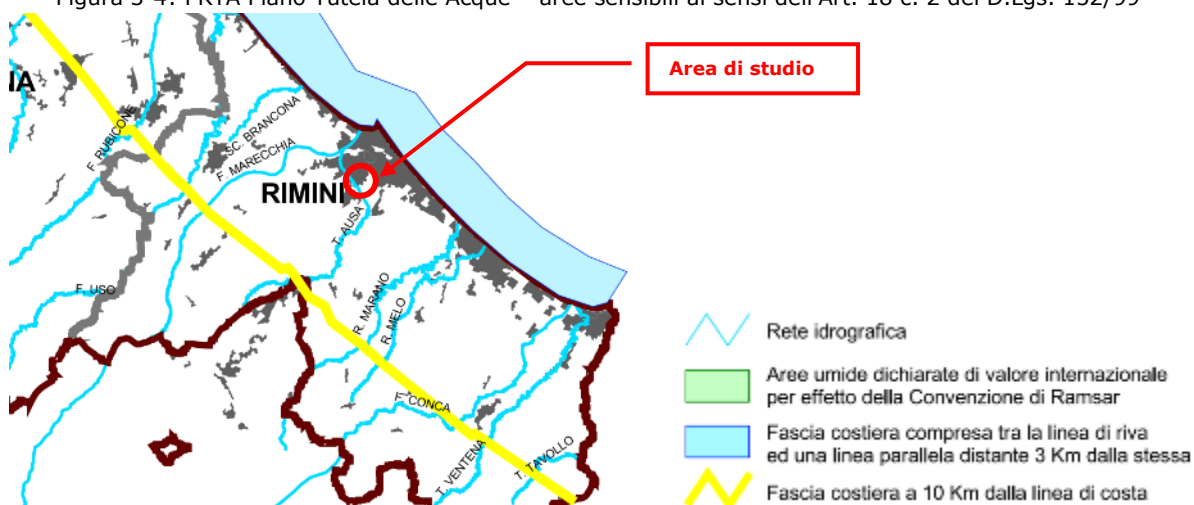 Figura 3-4: PRTA Piano Tutela delle Acque – aree sensibili ai sensi dell'Art. 18 c. 2 del D.Lgs. 152/99
Area di studio
NA
F. RUBICONE
SC. BRANCONA
F. MARECCHIA
RIMINI
T. AUSA
F. USO
R. MARANO
R. MELO
F. CONCA
T. VENTENA
T. TAVOLLO
Rete idrografica
Aree umide dichiarate di valore internazionale
per effetto della Convenzione di Ramsar
Fascia costiera compresa tra la linea di riva
ed una linea parallela distante 3 Km dalla stessa
Fascia costiera a 10 Km dalla linea di costa